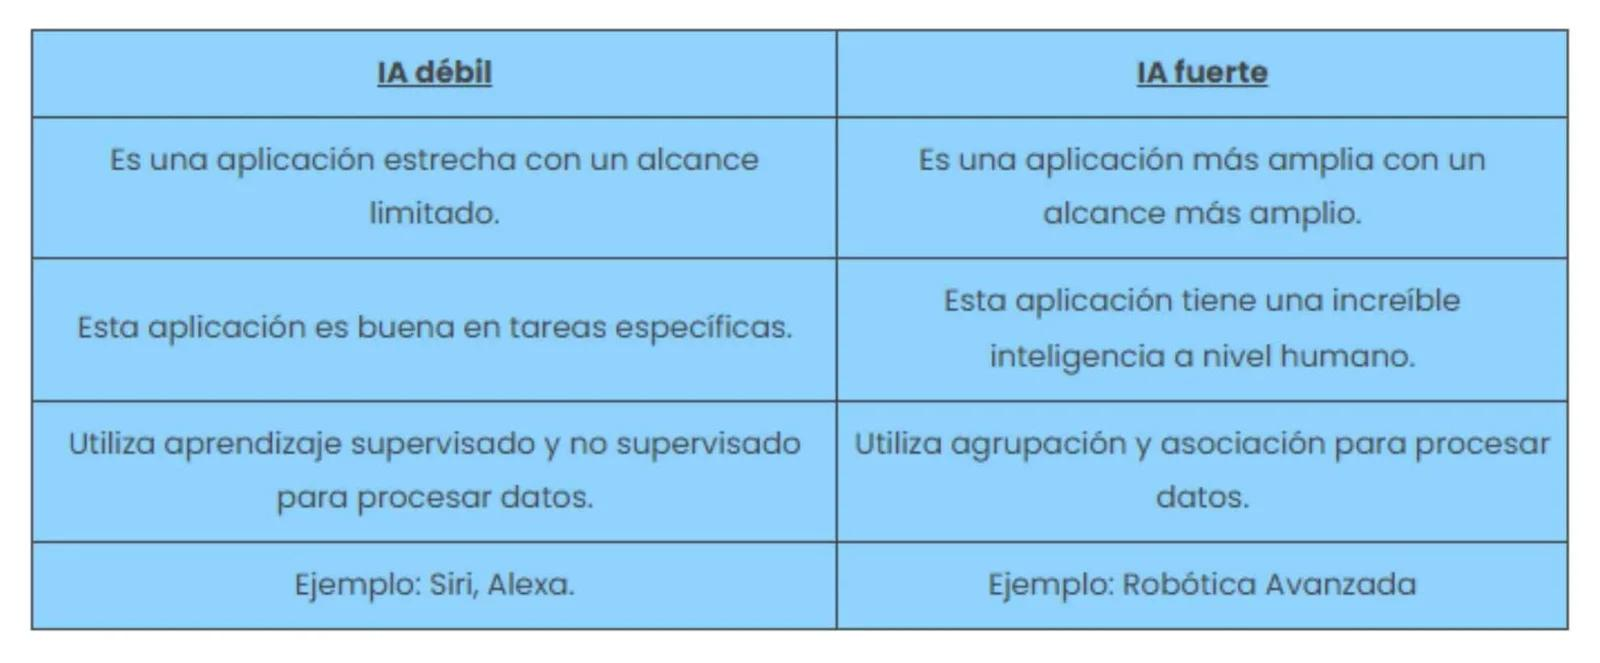 IA débil
IA fuerte
Es una aplicación estrecha con un alcance
limitado.
Es una aplicación más amplia con un
alcance más amplio.
Esta aplicación es buena en tareas específicas.
Esta aplicación tiene una increíble
inteligencia a nivel humano.
Utiliza aprendizaje supervisado y no supervisado
para procesar datos.
Utiliza agrupación y asociación para procesar
datos.
Ejemplo: Siri, Alexa.
Ejemplo: Robótica Avanzada